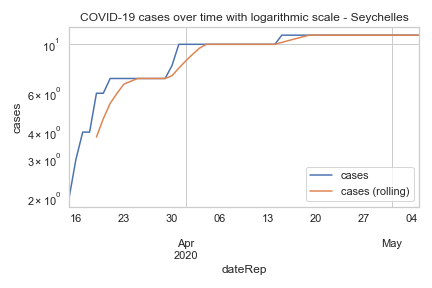 COVID-19 cases over time with logarithmic scale - Seychelles
10¹
6 × 10⁰
4 × 10⁰
3 × 10⁰
2 × 10⁰
cases
cases
cases (rolling)
16 23 30 06 13 20 27 04
Apr May
2020
dateRep